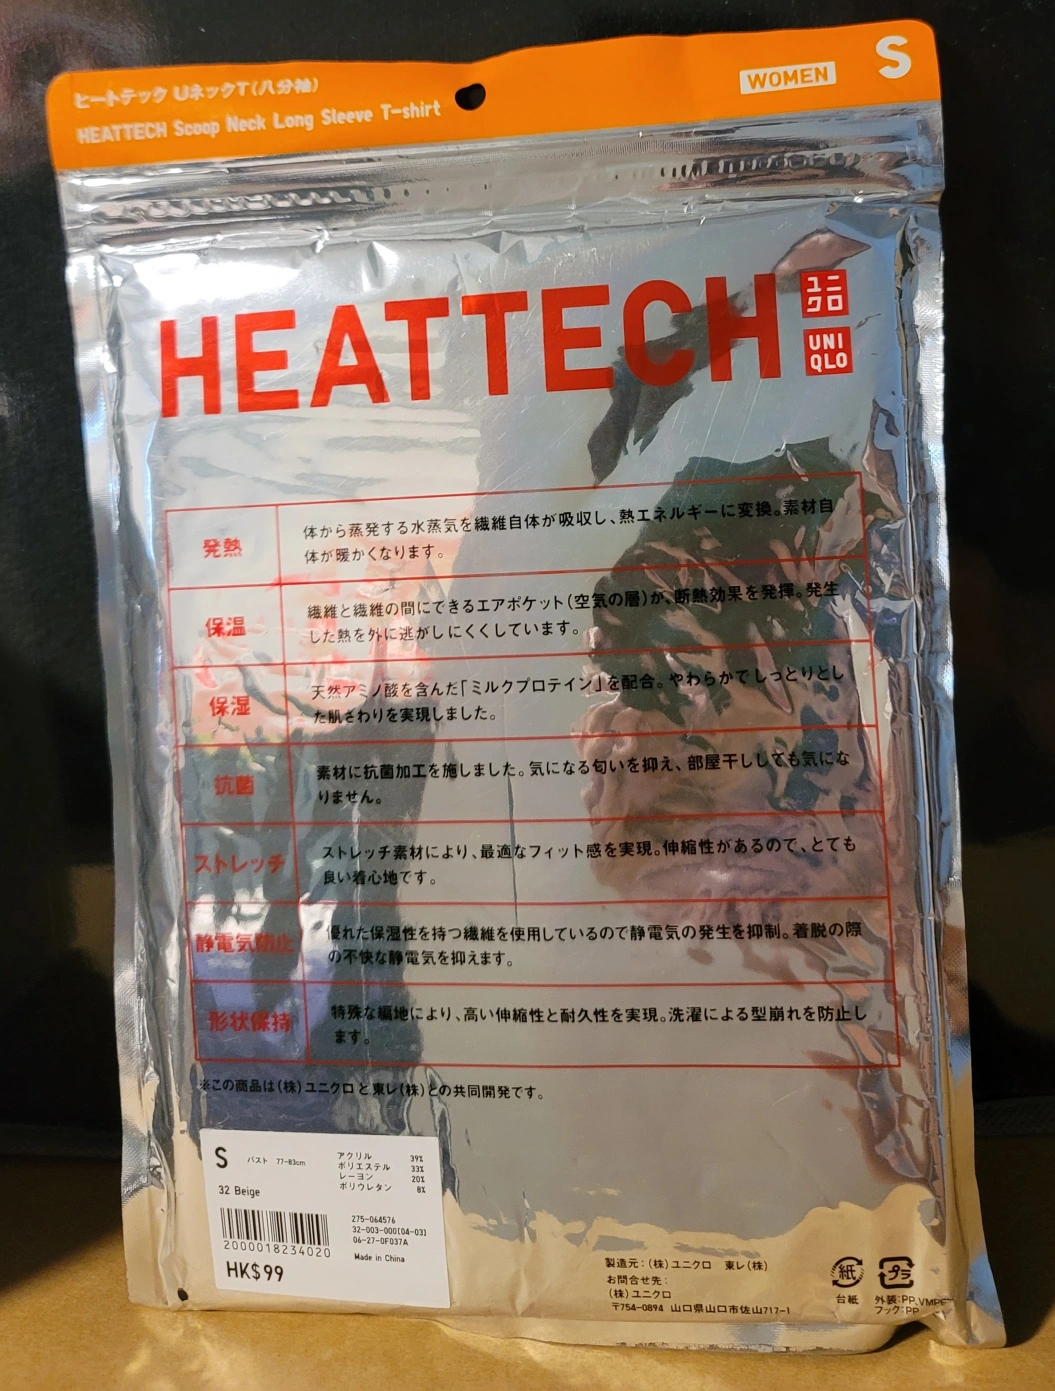 ヒートテック UネックT(八分袖)
HEATTECH Scoop Neck Long Sleeve T-shirt
WOMEN
S
HEATTECH
ユニ
クロ
UNI
QLO
発熱
体から蒸発する水蒸気を繊維自体が吸収し、熱エネルギーに変換。素材自
体が暖かくなります。
保温
繊維と繊維の間にできるエアポケット(空気の層)が、断熱効果を発揮。発生
した熱を外に逃がしにくくしています。
保湿
天然アミノ酸を含んだ「ミルクプロテイン」を配合。やわらかでしっとりとし
た肌ざわりを実現しました。
抗菌
素材に抗菌加工を施しました。気になる匂いを抑え、部屋干ししても気にな
りません。
ストレッチ
ストレッチ素材により、最適なフィット感を実現。伸縮性があるので、とても
良い着心地です。
静電気防止
優れた保湿性を持つ繊維を使用しているので静電気の発生を抑制。着脱の際
の不快な静電気を抑えます。
形状保持
特殊な編地により、高い伸縮性と耐久性を実現。洗濯による型崩れを防止し
ます。
※この商品は(株)ユニクロと東レ(株)との共同開発です。
S バスト 77-83cm
アクリル 39%
ポリエステル 33%
レーヨン 20%
ポリウレタン 8%
32 Beige
275-064576
32-003-000(04-03)
06-27-0F037A
Made in China
2000018234020
HK$99
製造元:(株)ユニクロ 東レ(株)
お問合せ先:
(株)ユニクロ
〒754-0894 山口県山口市佐山717-1
紙
台紙
プラ
外装:PP,VMPET
フック:PP